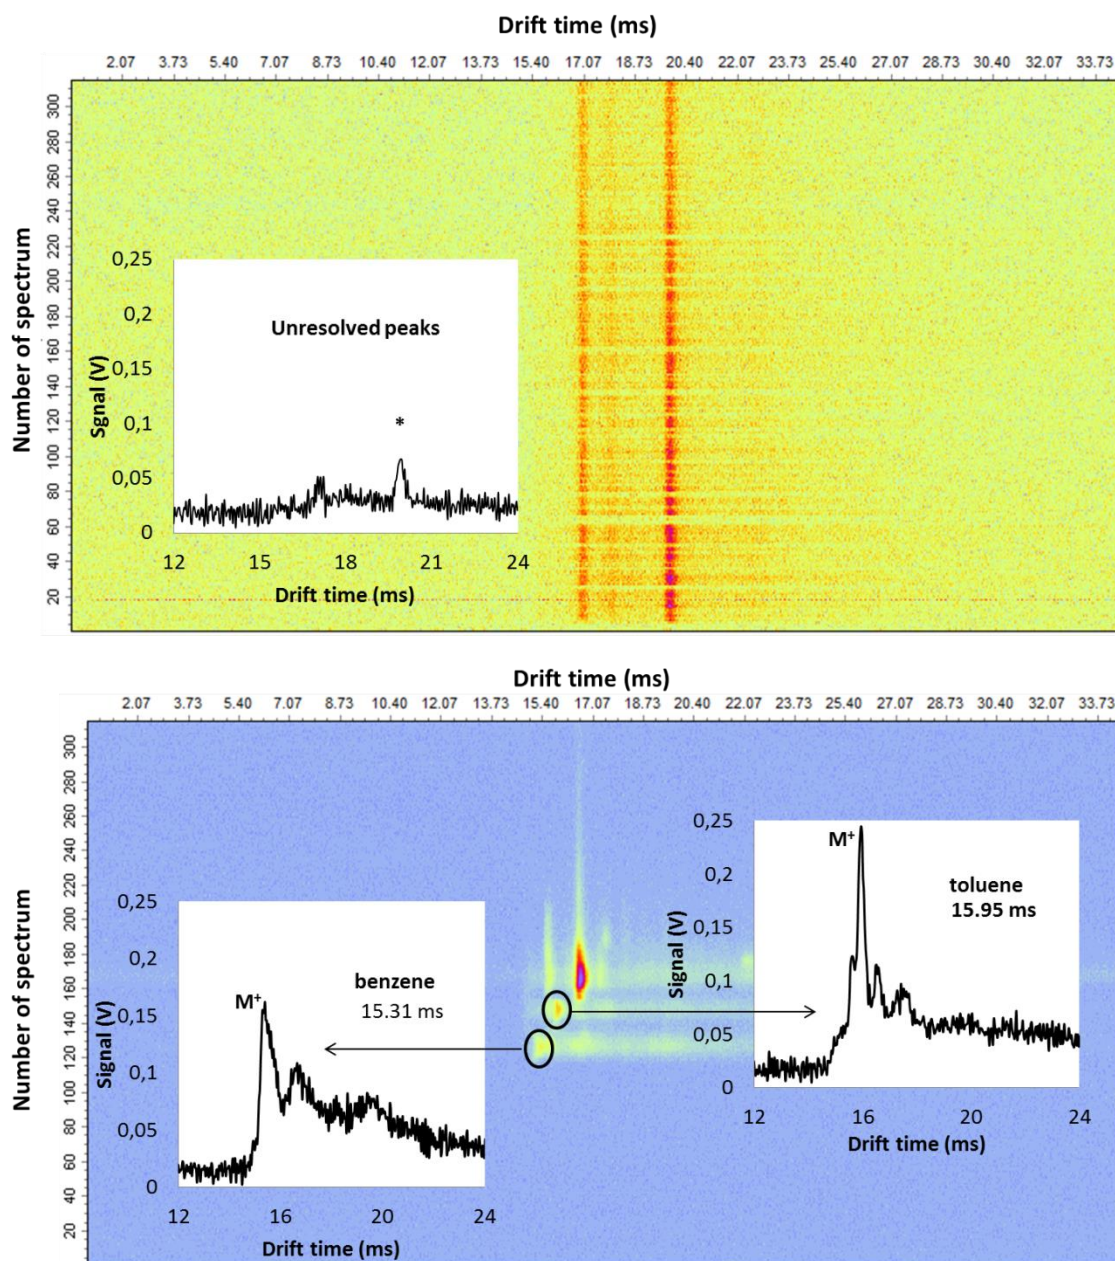 Drift time (ms)
2.07 3.73 5.40 7.07 8.73 10.40 12.07 13.73 15.40 17.07 18.73 20.40 22.07 23.73 25.40 27.07 28.73 30.40 32.07 33.73
Number of spectrum
300
280
260
240
220
200
180
160
140
120
100
80
60
40
20
Sgnal (V)
0,25
0,2
0,15
0,1
0,05
0
Unresolved peaks
*
12 15 18 21 24
Drift time (ms)
Drift time (ms)
2.07 3.73 5.40 7.07 8.73 10.40 12.07 13.73 15.40 17.07 18.73 20.40 22.07 25.40 27.07 28.73 30.40 32.07 33.73
Number of spectrum
300
280
260
240
220
200
180
160
140
120
100
80
60
40
20
Signal (V)
0,25
0,2
0,15
0,1
0,05
0
M⁺
benzene
15.31 ms
12 16 20 24
Drift time (ms)
Signal (V)
0,25
0,2
0,15
0,1
0,05
0
M⁺
toluene
15.95 ms
12 16 20 24
Drift time (ms)